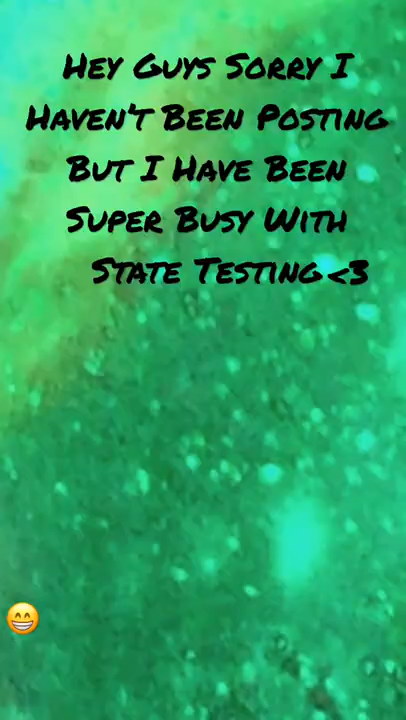 Hey Guys Sorry I
Haven't Been Posting
But I Have Been
Super Busy With
State Testing <3